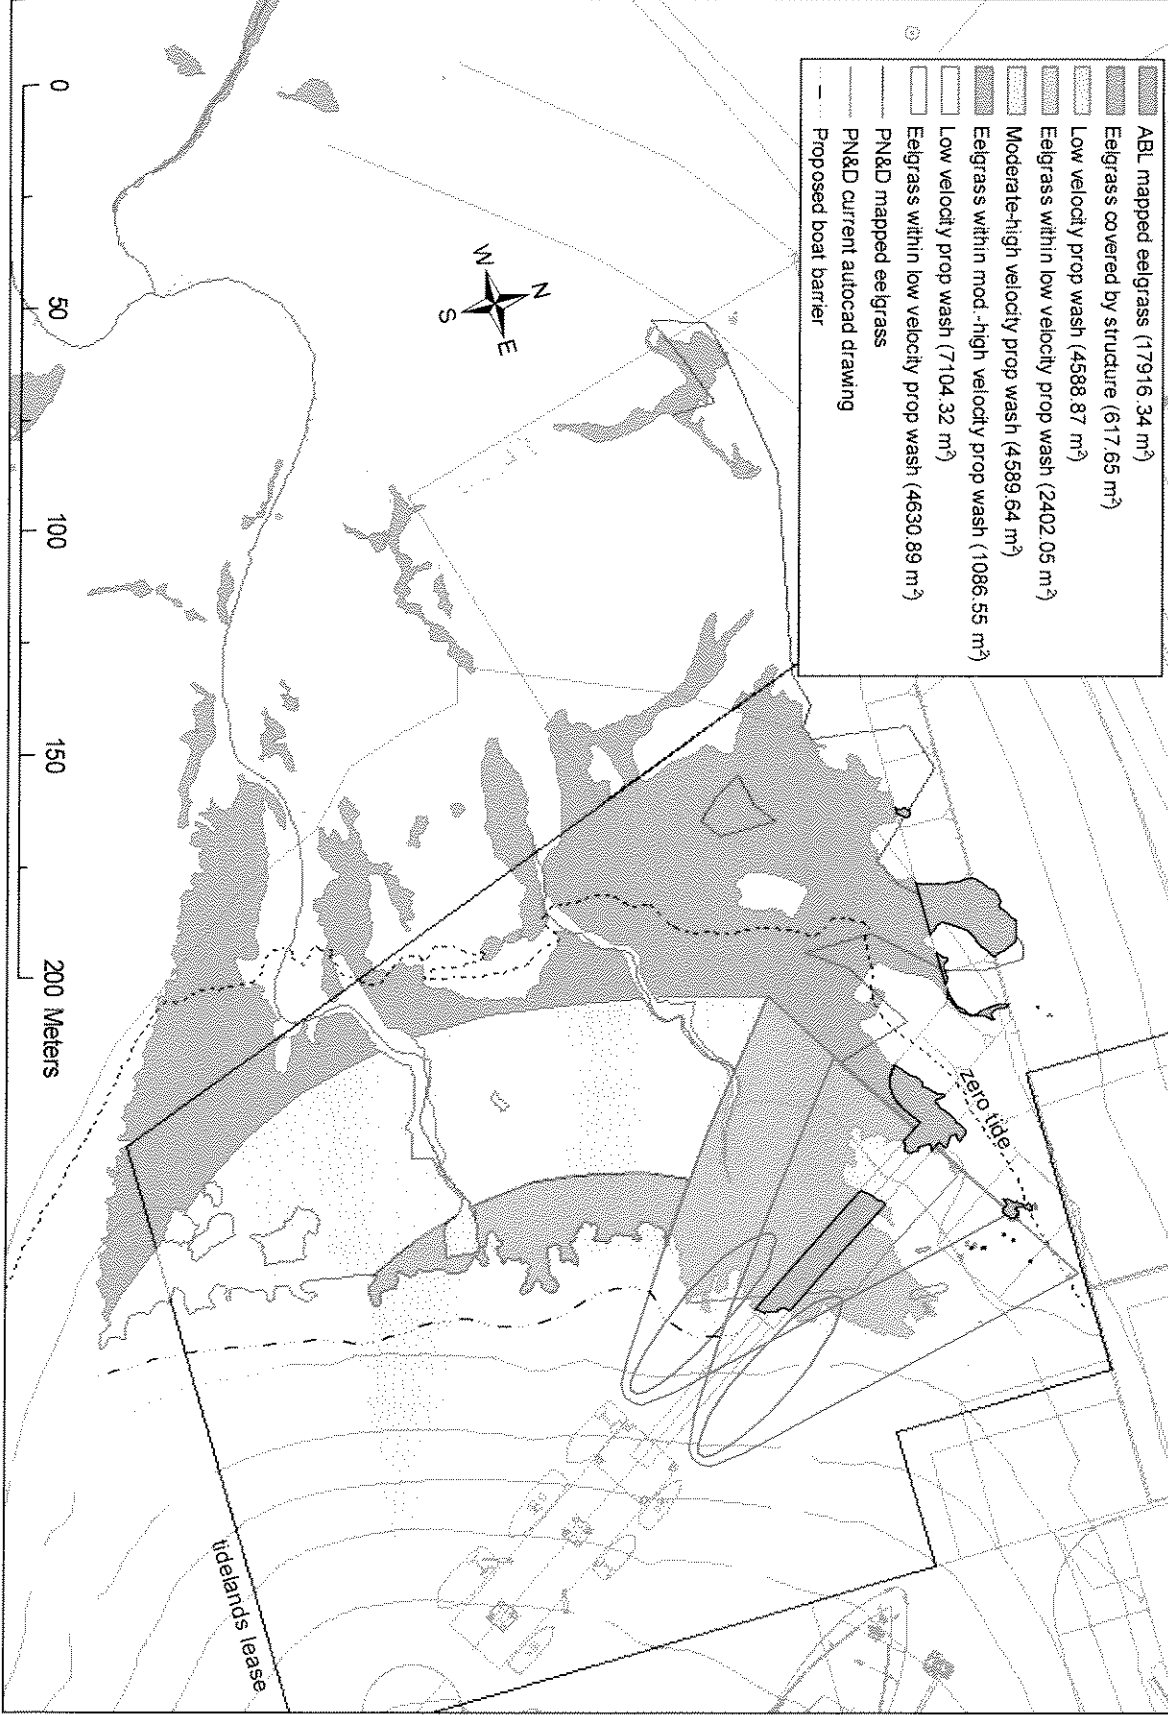 ABL mapped eelgrass (17916.34 m²)
Eelgrass covered by structure (617.65 m²)
Low velocity prop wash (4588.87 m²)
Eelgrass within low velocity prop wash (2402.05 m²)
Moderate-high velocity prop wash (4589.64 m²)
Eelgrass within mod.-high velocity prop wash (1086.55 m²)
Low velocity prop wash (7104.32 m²)
Eelgrass within low velocity prop wash (4630.89 m²)
PN&D mapped eelgrass
PN&D current autocad drawing
Proposed boat barrier
N
W
E
S
zero tide
tidelands lease
0 50 100 150 200 Meters